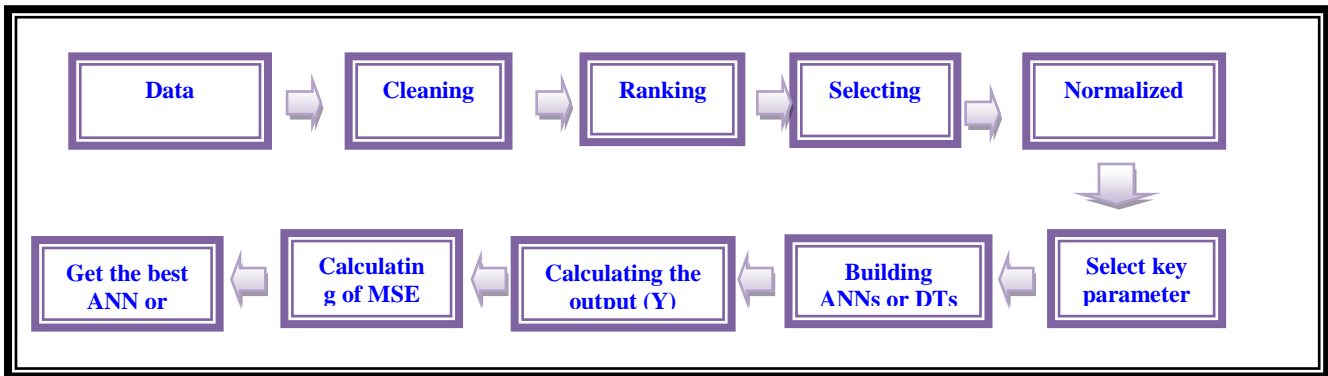 Data
Cleaning
Ranking
Selecting
Normalized
Select key
parameter
Building
ANNs or DTs
Calculating the
output (Y)
Calculatin
g of MSE
Get the best
ANN or